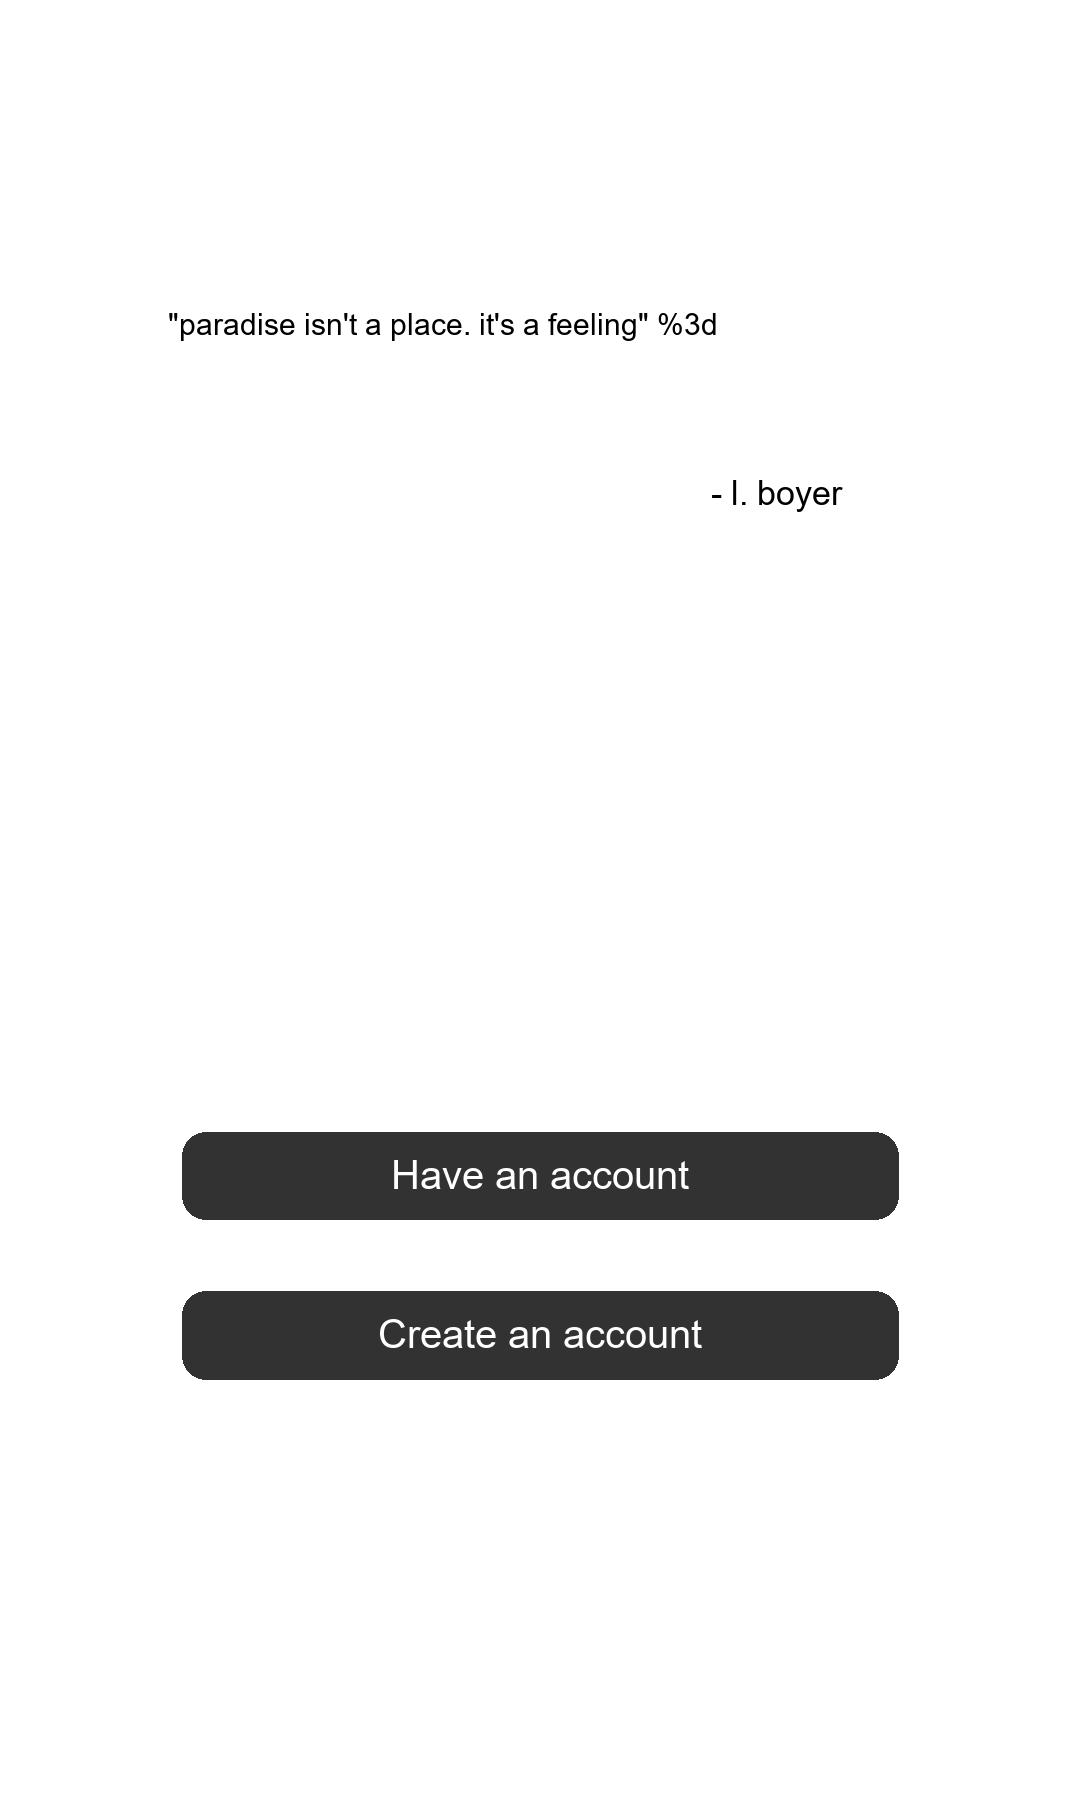 "paradise isn't a place. it's a feeling" %3d
- l. boyer
Have an account
Create an account